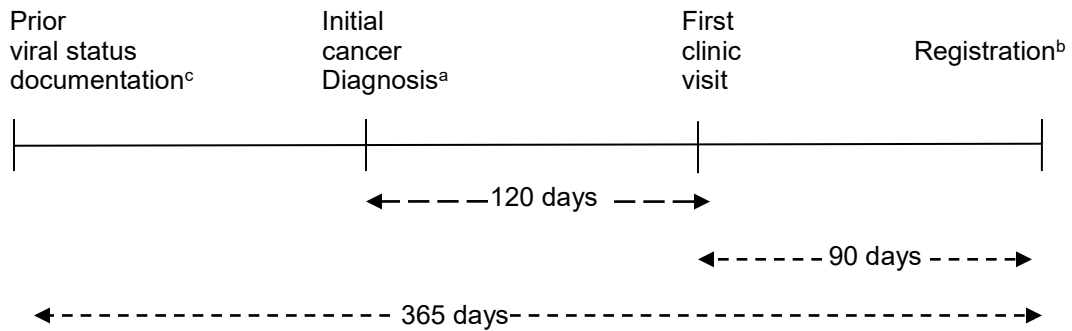 Prior
viral status
documentationᶜ
Initial
cancer
Diagnosisᵃ
First
clinic
visit
Registrationᵇ
120 days
90 days
365 days